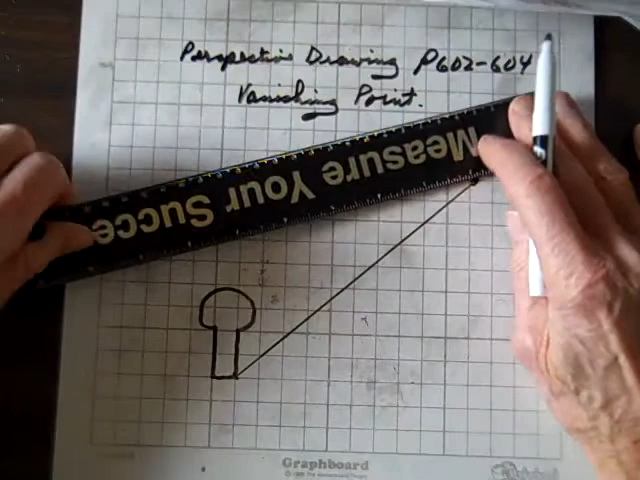 Perspective Drawing P602-604
Vanishing Point.
Measure Your Succe
Graphboard